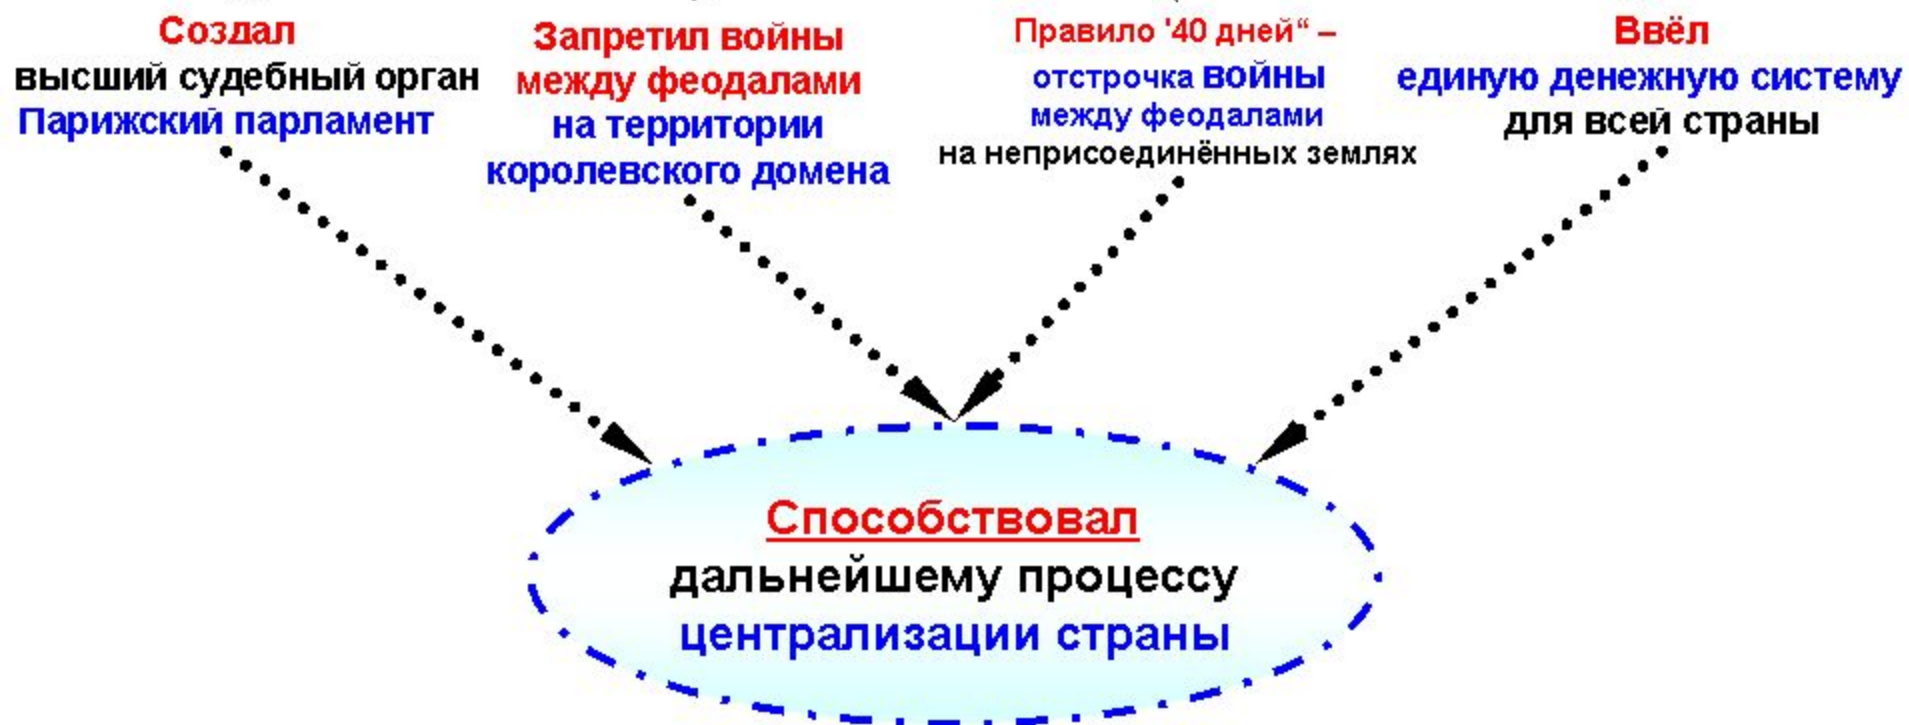 Создал
высший судебный орган
Парижский парламент
Запретил войны
между феодалами
на территории
королевского домена
Правило '40 дней“ –
отстрочка войны
между феодалами
на неприсоединённых землях
Ввёл
единую денежную систему
для всей страны
Способствовал
дальнейшему процессу
централизации страны